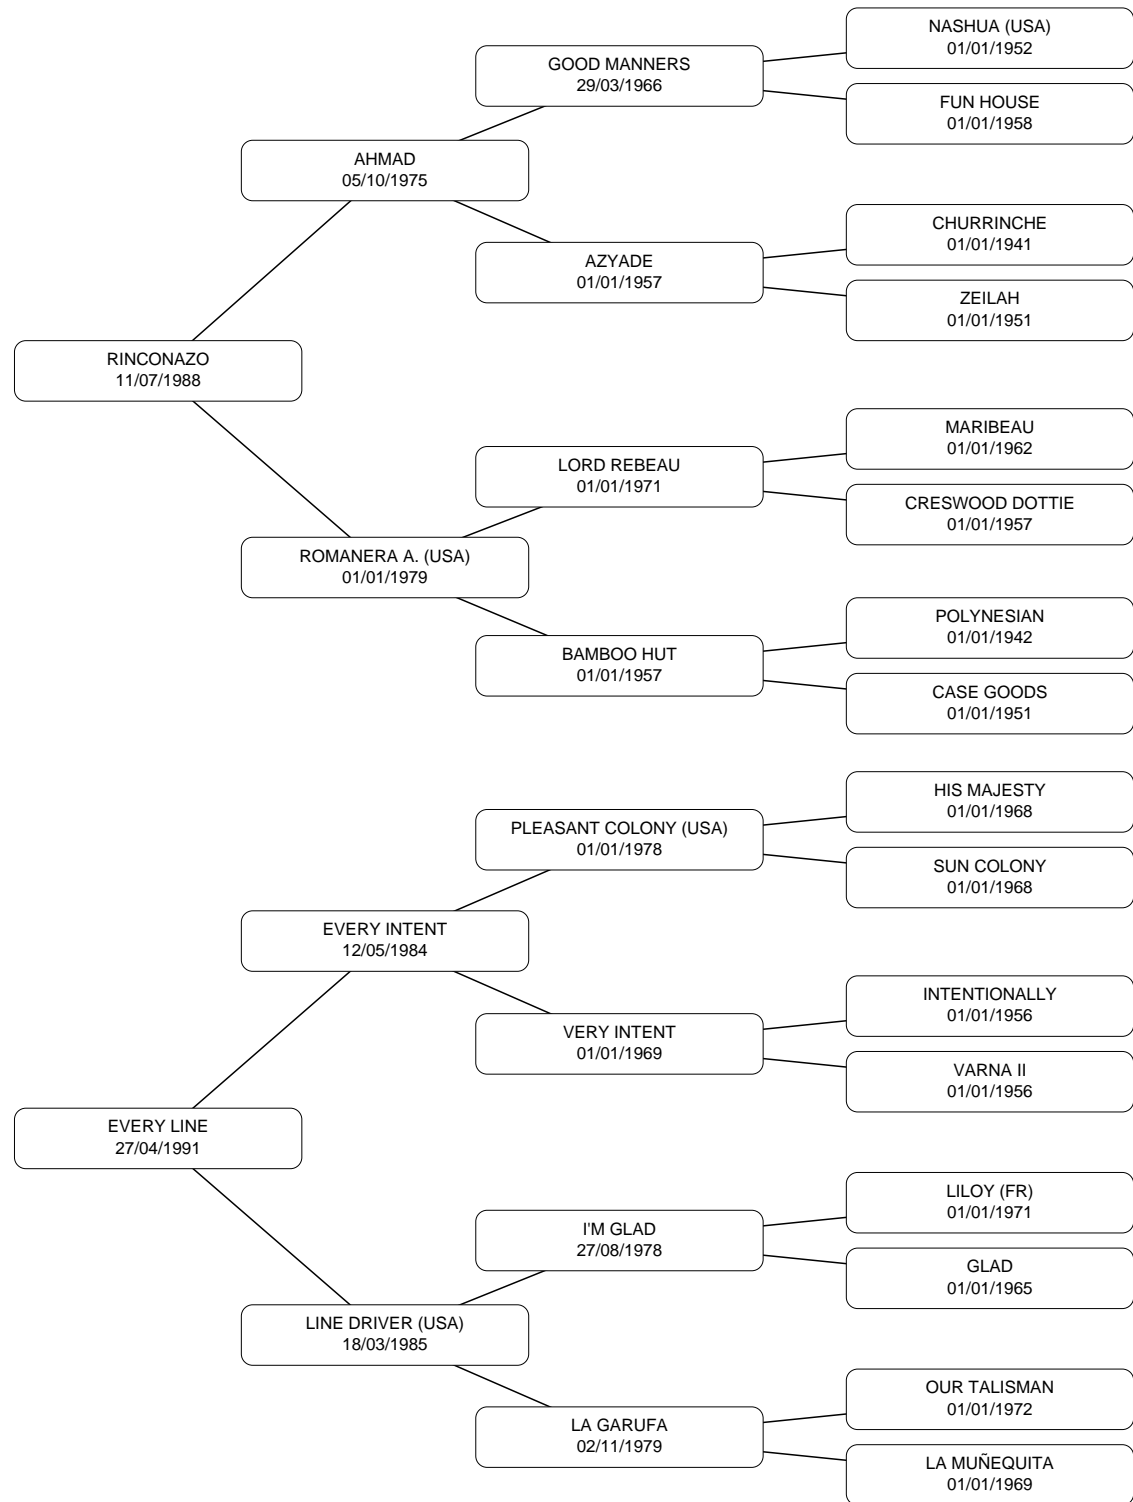 NASHUA (USA)
01/01/1952
GOOD MANNERS
29/03/1966
FUN HOUSE
01/01/1958
AHMAD
05/10/1975
CHURRINCHE
01/01/1941
AZYADE
01/01/1957
ZEILAH
01/01/1951
RINCONAZO
11/07/1988
MARIBEAU
01/01/1962
LORD REBEAU
01/01/1971
CRESWOOD DOTTIE
01/01/1957
ROMANERA A. (USA)
01/01/1979
POLYNESIAN
01/01/1942
BAMBOO HUT
01/01/1957
CASE GOODS
01/01/1951
HIS MAJESTY
01/01/1968
PLEASANT COLONY (USA)
01/01/1978
SUN COLONY
01/01/1968
EVERY INTENT
12/05/1984
INTENTIONALLY
01/01/1956
VERY INTENT
01/01/1969
VARNA II
01/01/1956
EVERY LINE
27/04/1991
LILOY (FR)
01/01/1971
I'M GLAD
27/08/1978
GLAD
01/01/1965
LINE DRIVER (USA)
18/03/1985
OUR TALISMAN
01/01/1972
LA GARUFA
02/11/1979
LA MUÑEQUITA
01/01/1969